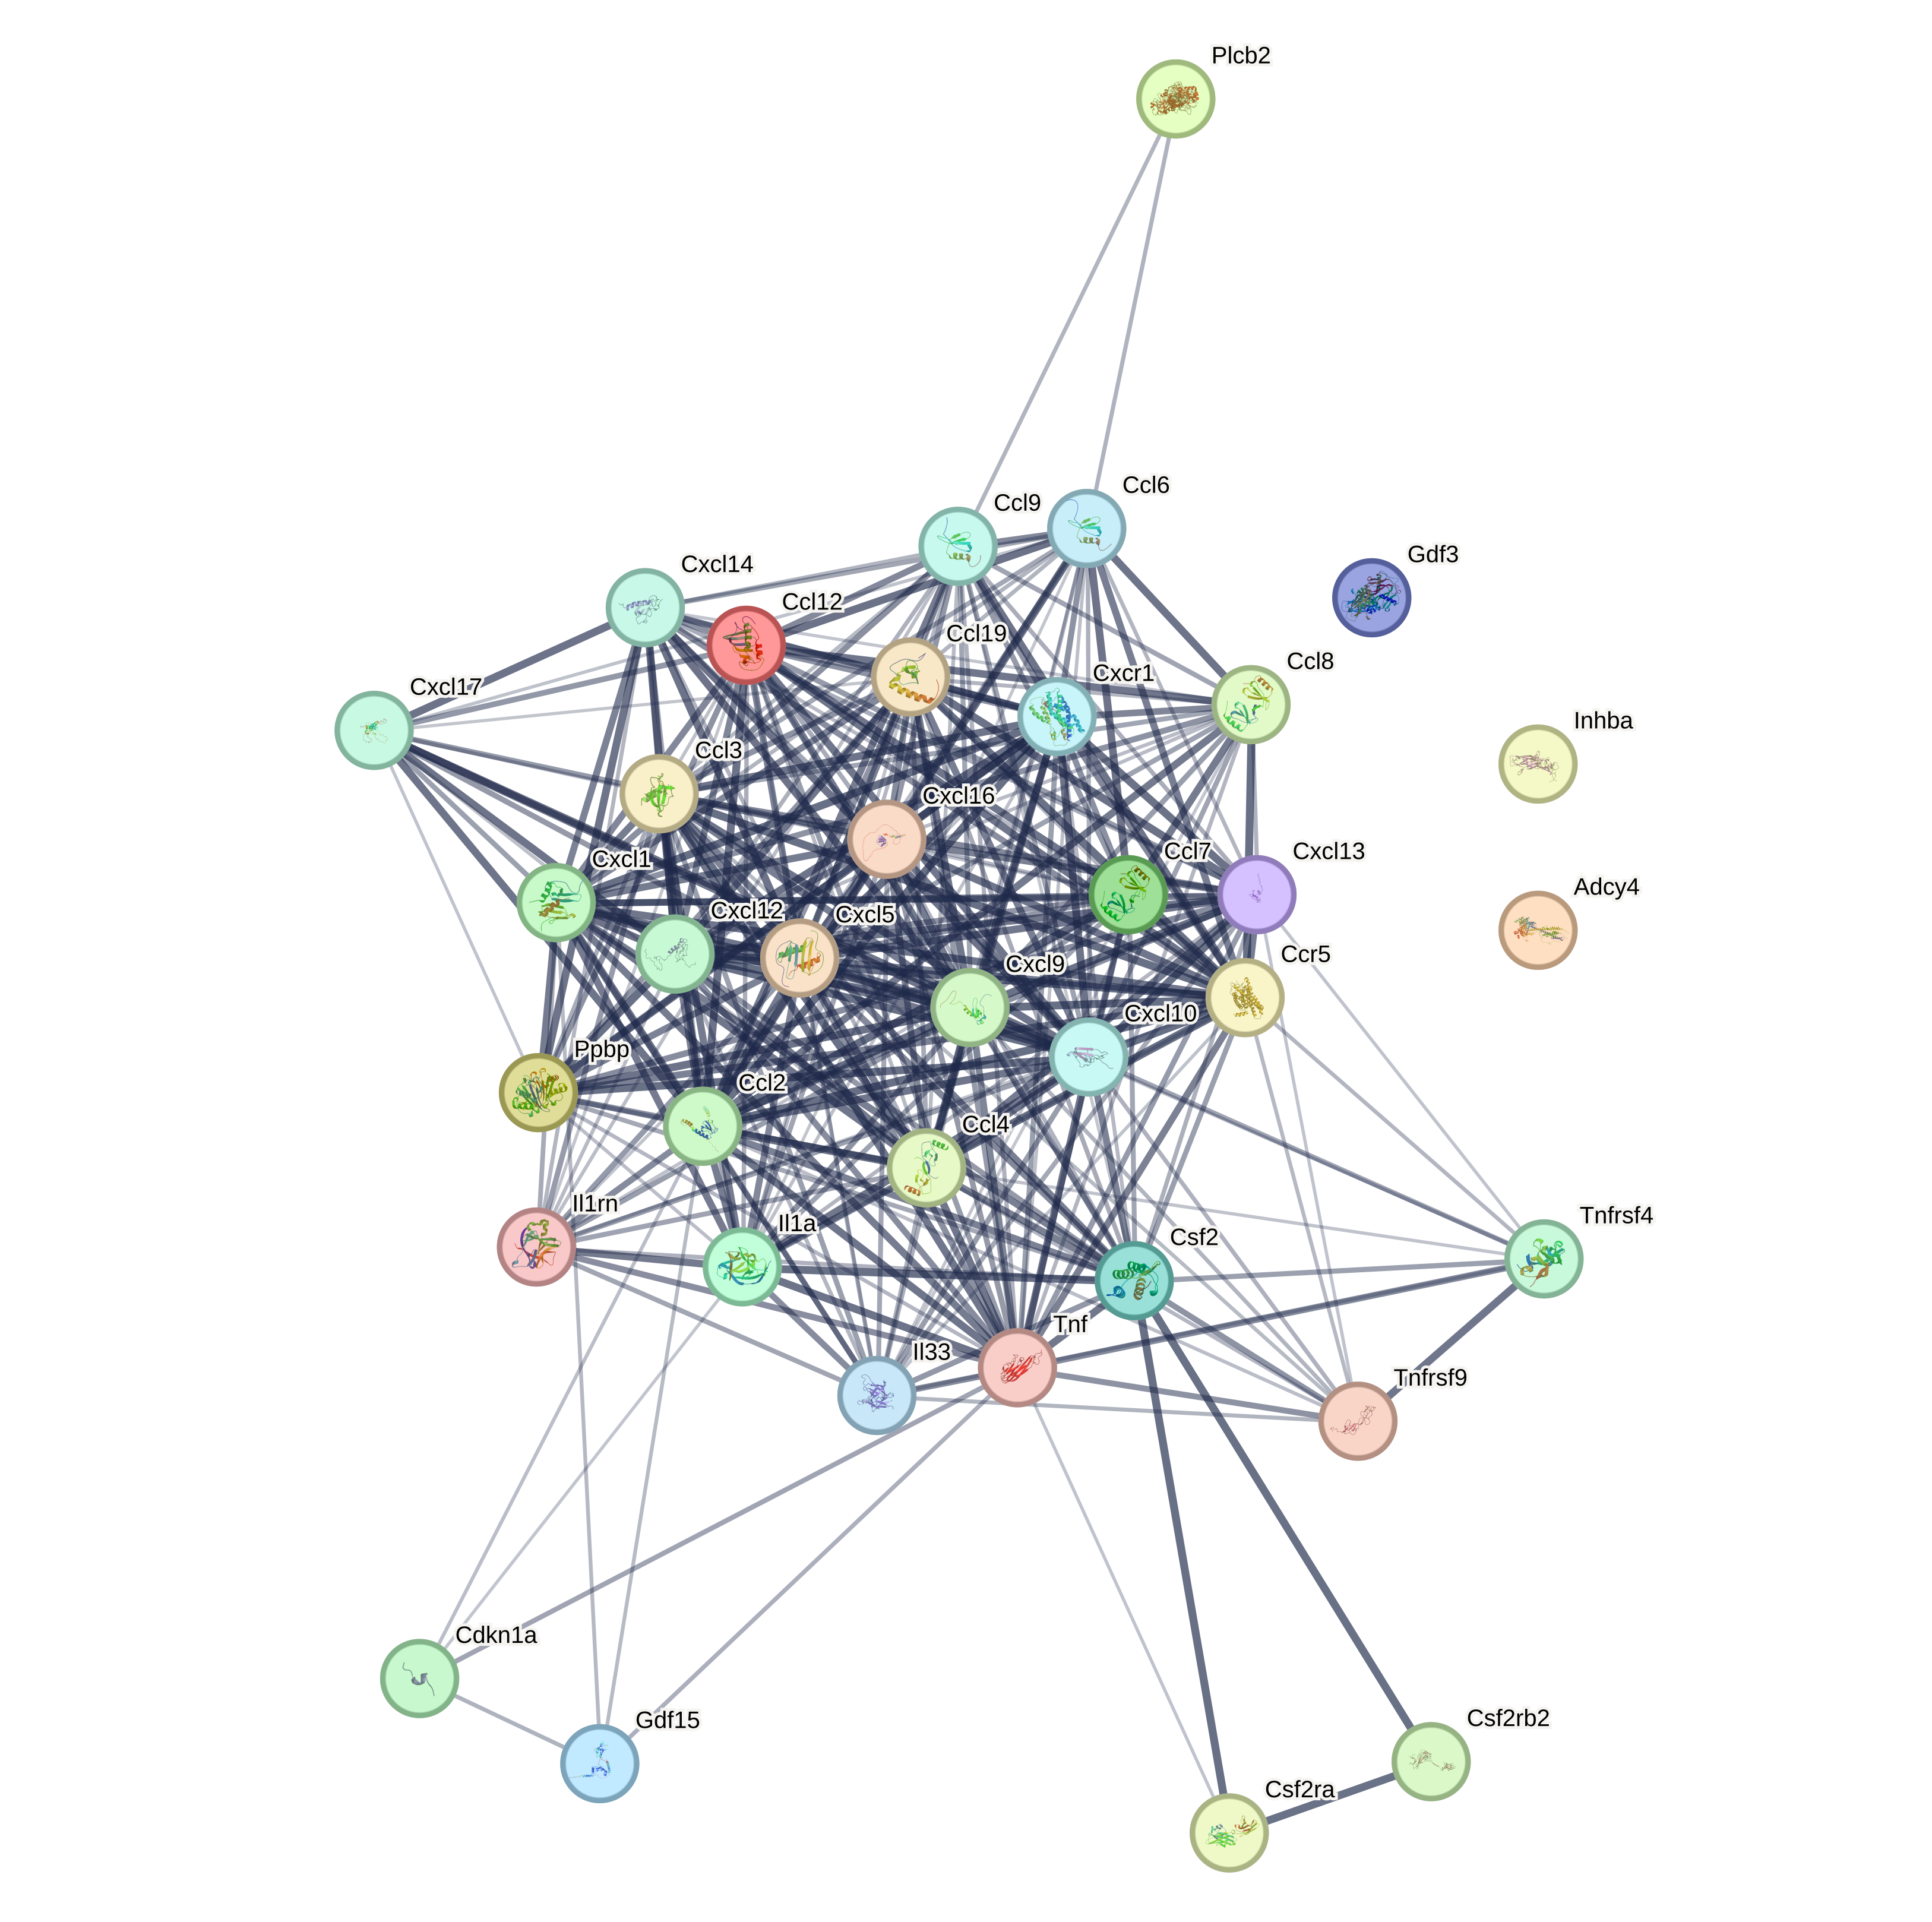 Plcb2
Ccl6
Ccl9
Gdf3
Cxcl14
Ccl12
Ccl19
Ccl8
Cxcr1
Cxcl17
Inhba
Ccl3
Cxcl16
Ccl7
Cxcl13
Cxcl1
Adcy4
Cxcl12
Cxcl5
Ccr5
Cxcl9
Cxcl10
Ppbp
Ccl2
Ccl4
Il1rn
Tnfrsf4
Il1a
Csf2
Tnf
Il33
Tnfrsf9
Cdkn1a
Csf2rb2
Gdf15
Csf2ra